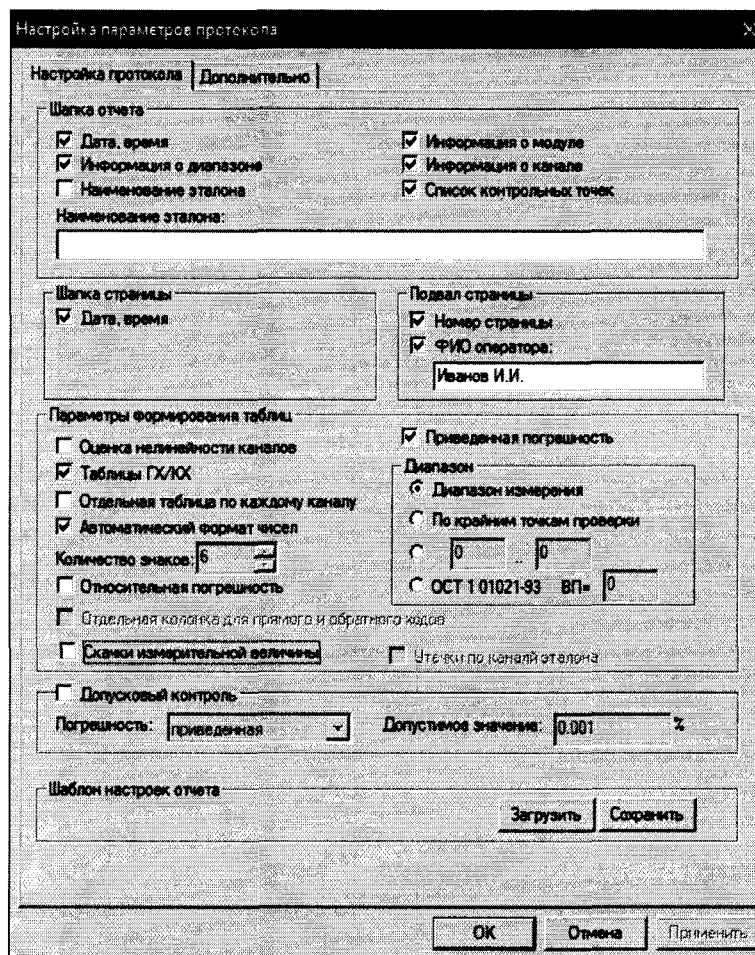 Настройка параметров протокола
Настройка протокола Дополнительно
Шапка отчета
Дата, время
Информация о модуле
Информация о диапазоне
Информация о канале
Наименование эталона
Список контрольных точек
Наименование эталона:
Шапка страницы
Дата, время
Подвал страницы
Номер страницы
ФИО оператора:
Иванов И.И.
Параметры формирования таблиц
Оценка нелинейности каналов
Таблицы ГХ/КХ
Отдельная таблица по каждому каналу
Автоматический формат чисел
Количество знаков: 6
Относительная погрешность
Приведенная погрешность
Диапазон
Диапазон измерения
По крайним точкам проверки
0 .. 0
ОСТ 1 01021-93 ВП= 0
Отдельная колонка для прямого и обратного ходов
Скачки измерительной величины
Утечки по каналй эталона
Допусковый контроль
Погрешность: приведенная Допустимое значение: 0.001 %
Шаблон настроек отчета
Загрузить Сохранить
OK Отмена Применить